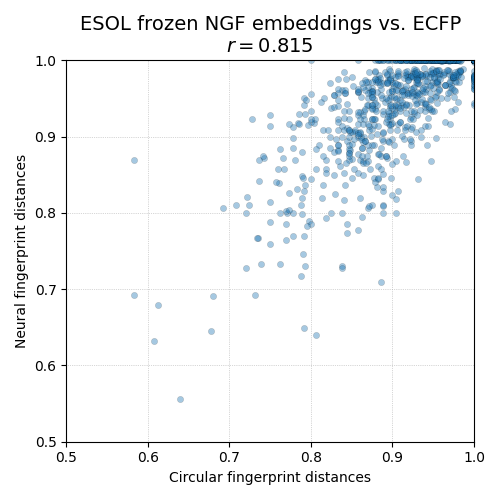 ESOL frozen NGF embeddings vs. ECFP
r = 0.815
1.0
0.9
0.8
0.7
0.6
0.5
Neural fingerprint distances
0.5 0.6 0.7 0.8 0.9 1.0
Circular fingerprint distances